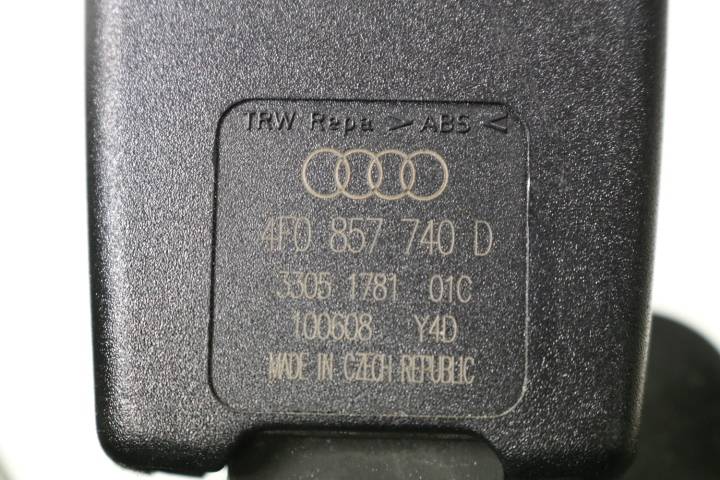 TRW Repa > ABS <
4F0 857 740 D
3305 1781 01C
100608 Y4D
MADE IN CZECH REPUBLIC